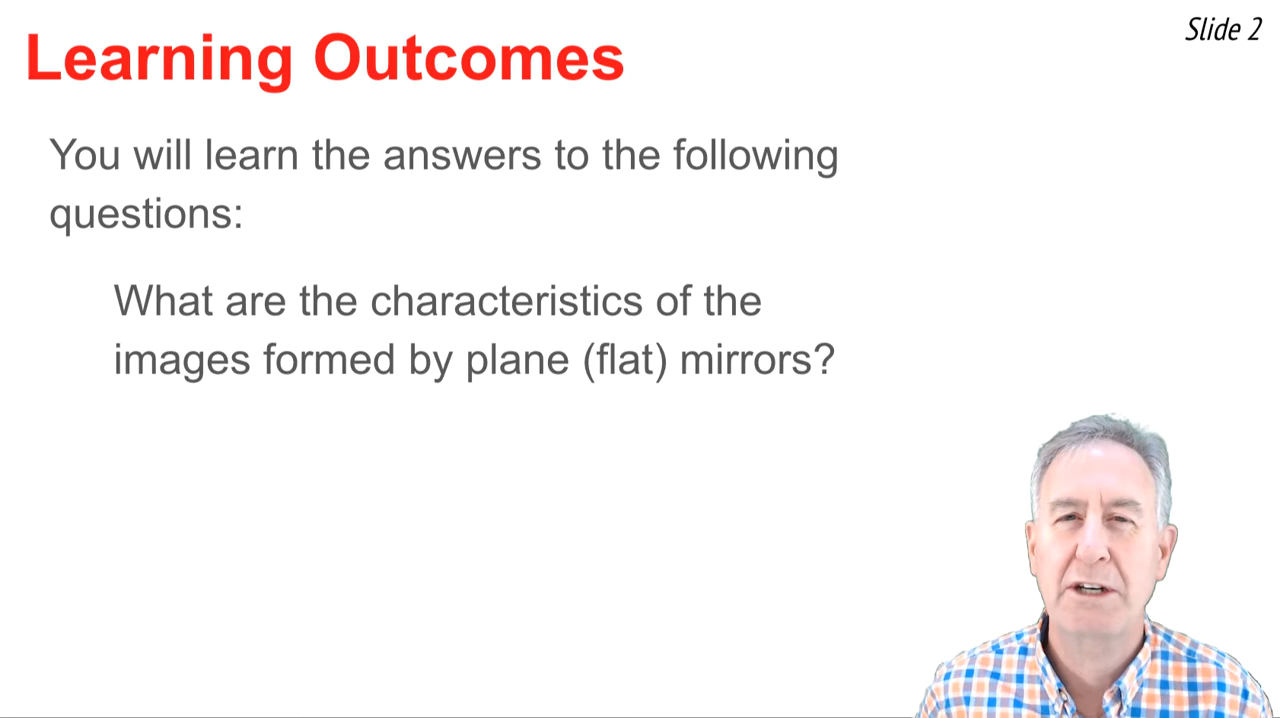 Slide 2
Learning Outcomes
You will learn the answers to the following
questions:
What are the characteristics of the
images formed by plane (flat) mirrors?